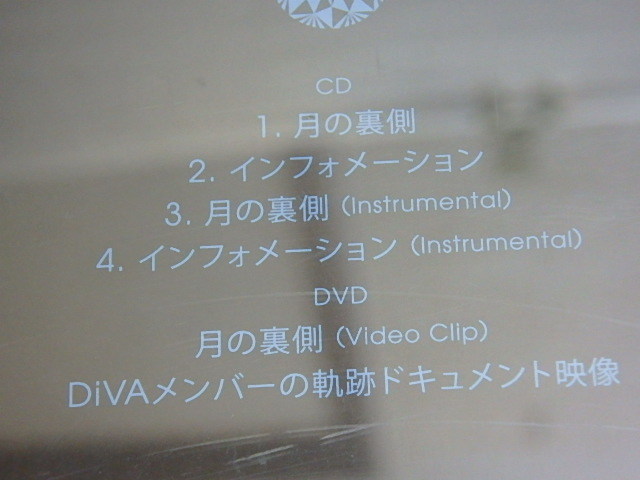 CD
1. 月の裏側
2. インフォメーション
3. 月の裏側 (Instrumental)
4. インフォメーション (Instrumental)
DVD
月の裏側 (Video Clip)
DiVAメンバーの軌跡ドキュメント映像